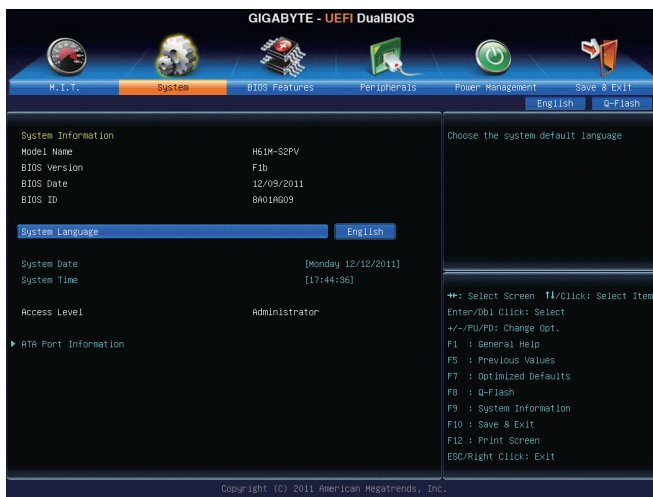 GIGABYTE - UEFI DualBIOS
M.I.T. System BIOS Features Peripherals Power Management Save & Exit
English Q-Flash
System Information
Model Name H61M-S2PV
BIOS Version F1b
BIOS Date 12/09/2011
BIOS ID 8A01AG09
System Language English
System Date [Monday 12/12/2011]
System Time [17:44:36]
Access Level Administrator
▶ ATA Port Information
Choose the system default language
→←: Select Screen ↑↓/Click: Select Item
Enter/Dbl Click: Select
+/-/PU/PD: Change Opt.
F1 : General Help
F5 : Previous Values
F7 : Optimized Defaults
F8 : Q-Flash
F9 : System Information
F10 : Save & Exit
F12 : Print Screen
ESC/Right Click: Exit
Copyright (C) 2011 American Megatrends, Inc.